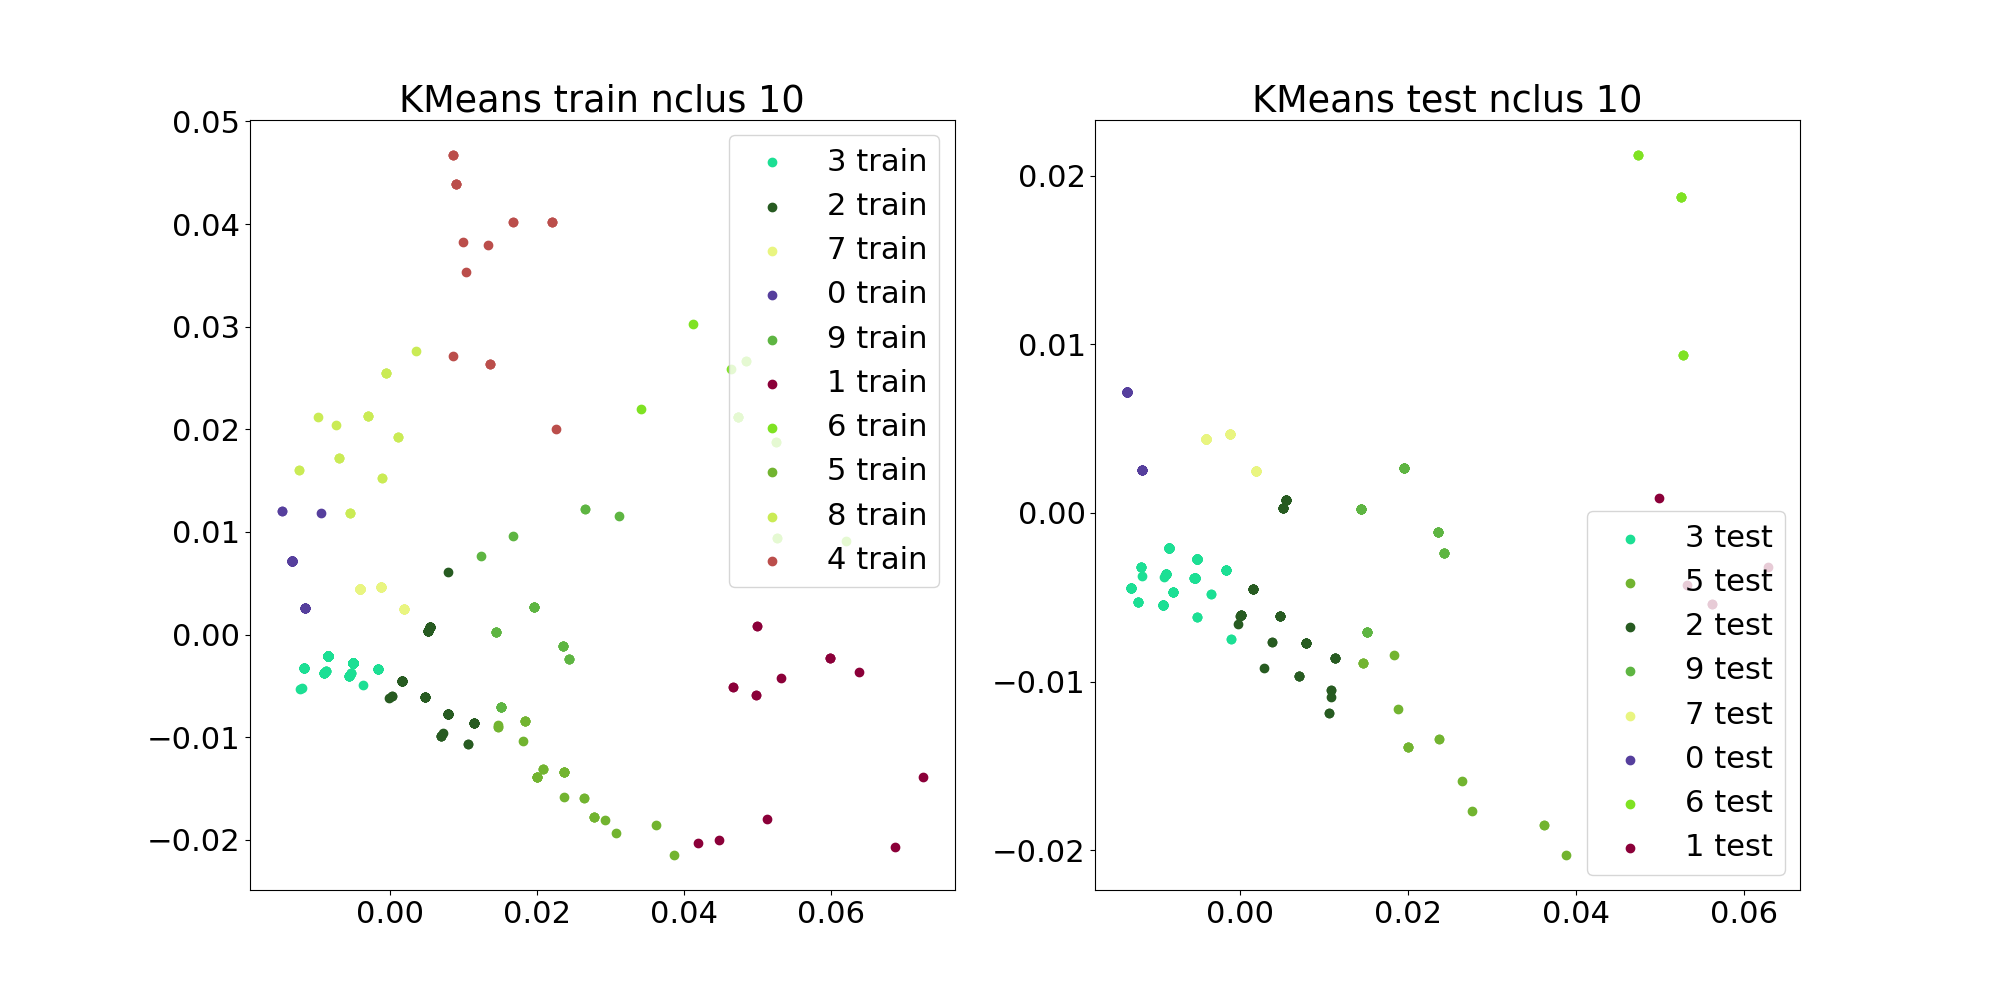 KMeans train nclus 10
0.05
0.04
0.03
0.02
0.01
0.00
−0.01
−0.02
0.00 0.02 0.04 0.06
3 train
2 train
7 train
0 train
9 train
1 train
6 train
5 train
8 train
4 train
KMeans test nclus 10
0.02
0.01
0.00
−0.01
−0.02
0.00 0.02 0.04 0.06
3 test
5 test
2 test
9 test
7 test
0 test
6 test
1 test